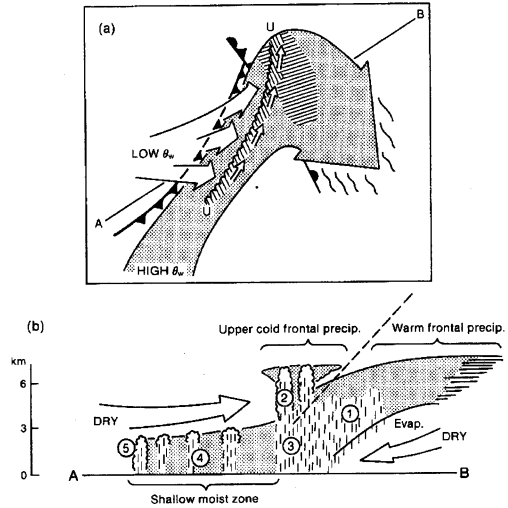 (a)
U
B
LOW θw
A
U
HIGH θw
(b)
Upper cold frontal precip.
Warm frontal precip.
km
6
3
0
DRY
2
1
3
Evap.
DRY
5
4
A
B
Shallow moist zone